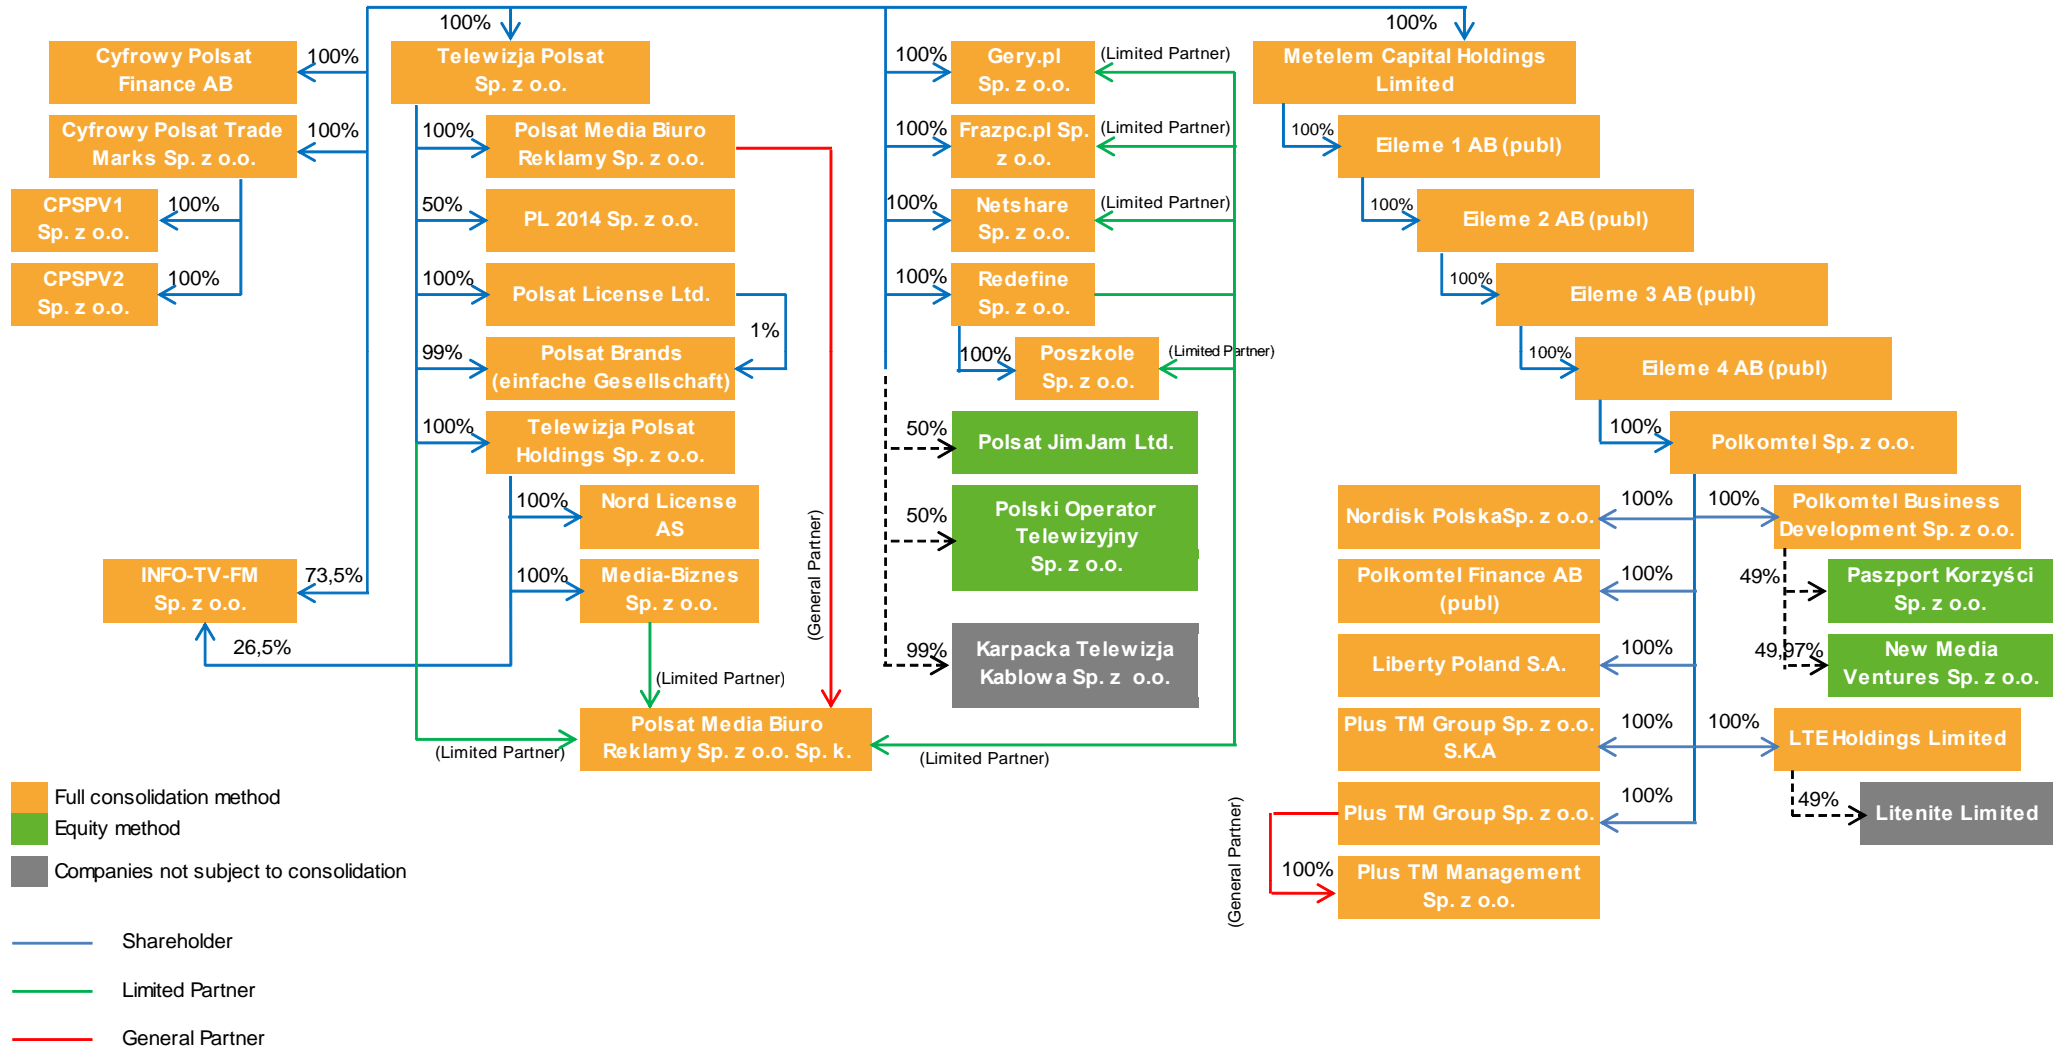 100%
100%
Cyfrowy Polsat
Finance AB
100%
Telewizja Polsat
Sp. z o.o.
100%
Gery.pl
Sp. z o.o.
(Limited Partner)
Metelem Capital Holdings
Limited
Cyfrowy Polsat Trade
Marks Sp. z o.o.
100%
100%
Polsat Media Biuro
Reklamy Sp. z o.o.
100%
Frazpc.pl Sp.
z o.o.
(Limited Partner)
100%
Eileme 1 AB (publ)
CPSPV1
Sp. z o.o.
100%
50%
PL 2014 Sp. z o.o.
100%
Netshare
Sp. z o.o.
(Limited Partner)
100%
Eileme 2 AB (publ)
CPSPV2
Sp. z o.o.
100%
100%
Polsat License Ltd.
100%
Redefine
Sp. z o.o.
100%
Eileme 3 AB (publ)
1%
99%
Polsat Brands
(einfache Gesellschaft)
100%
Poszkole
Sp. z o.o.
(Limited Partner)
100%
Eileme 4 AB (publ)
100%
Telewizja Polsat
Holdings Sp. z o.o.
50%
Polsat JimJam Ltd.
100%
Polkomtel Sp. z o.o.
100%
Nord License
AS
50%
Polski Operator
Telewizyjny
Sp. z o.o.
Nordisk PolskaSp. z o.o.
100%
100%
Polkomtel Business
Development Sp. z o.o.
INFO-TV-FM
Sp. z o.o.
73,5%
100%
Media-Biznes
Sp. z o.o.
(General Partner)
Polkomtel Finance AB
(publ)
100%
49%
Paszport Korzyści
Sp. z o.o.
26,5%
99%
Karpacka Telewizja
Kablowa Sp. z o.o.
Liberty Poland S.A.
100%
49,97%
New Media
Ventures Sp. z o.o.
(Limited Partner)
Polsat Media Biuro
Reklamy Sp. z o.o. Sp. k.
(Limited Partner)
(Limited Partner)
Plus TM Group Sp. z o.o.
S.K.A
100%
100%
LTE Holdings Limited
Plus TM Group Sp. z o.o.
100%
49%
Litenite Limited
(General Partner)
100%
Plus TM Management
Sp. z o.o.
Full consolidation method
Equity method
Companies not subject to consolidation
Shareholder
Limited Partner
General Partner